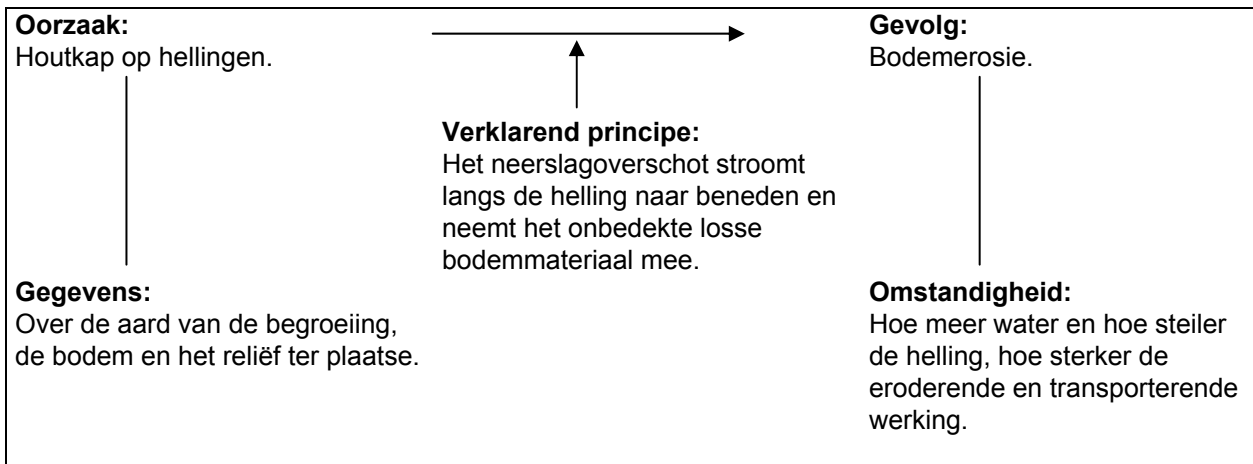 Oorzaak:
Houtkap op hellingen.
Gevolg:
Bodemerosie.
Verklarend principe:
Het neerslagoverschot stroomt
langs de helling naar beneden en
neemt het onbedekte losse
bodemmateriaal mee.
Gegevens:
Over de aard van de begroeiing,
de bodem en het reliëf ter plaatse.
Omstandigheid:
Hoe meer water en hoe steiler
de helling, hoe sterker de
eroderende en transporterende
werking.